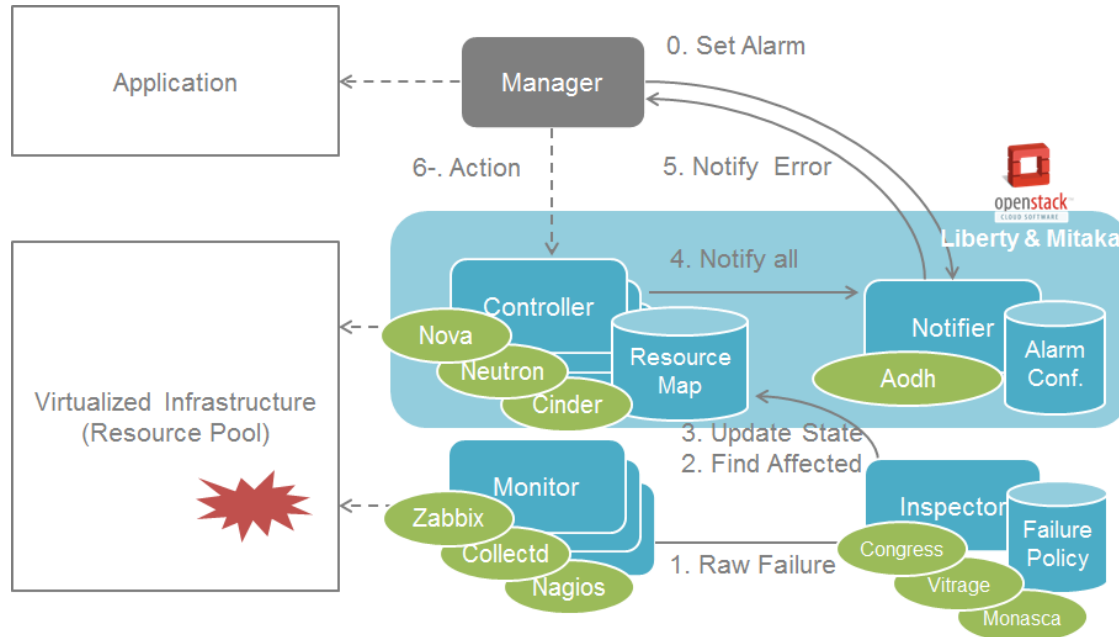 0. Set Alarm
Application
Manager
6-. Action
5. Notify Error
openstack
CLOUD SOFTWARE
Liberty & Mitaka
4. Notify all
Controller
Notifier
Nova
Neutron
Cinder
Resource
Map
Aodh
Alarm
Conf.
Virtualized Infrastructure
(Resource Pool)
3. Update State
2. Find Affected
Monitor
Zabbix
Collectd
Nagios
1. Raw Failure
Inspector
Congress
Vitrage
Monasca
Failure
Policy